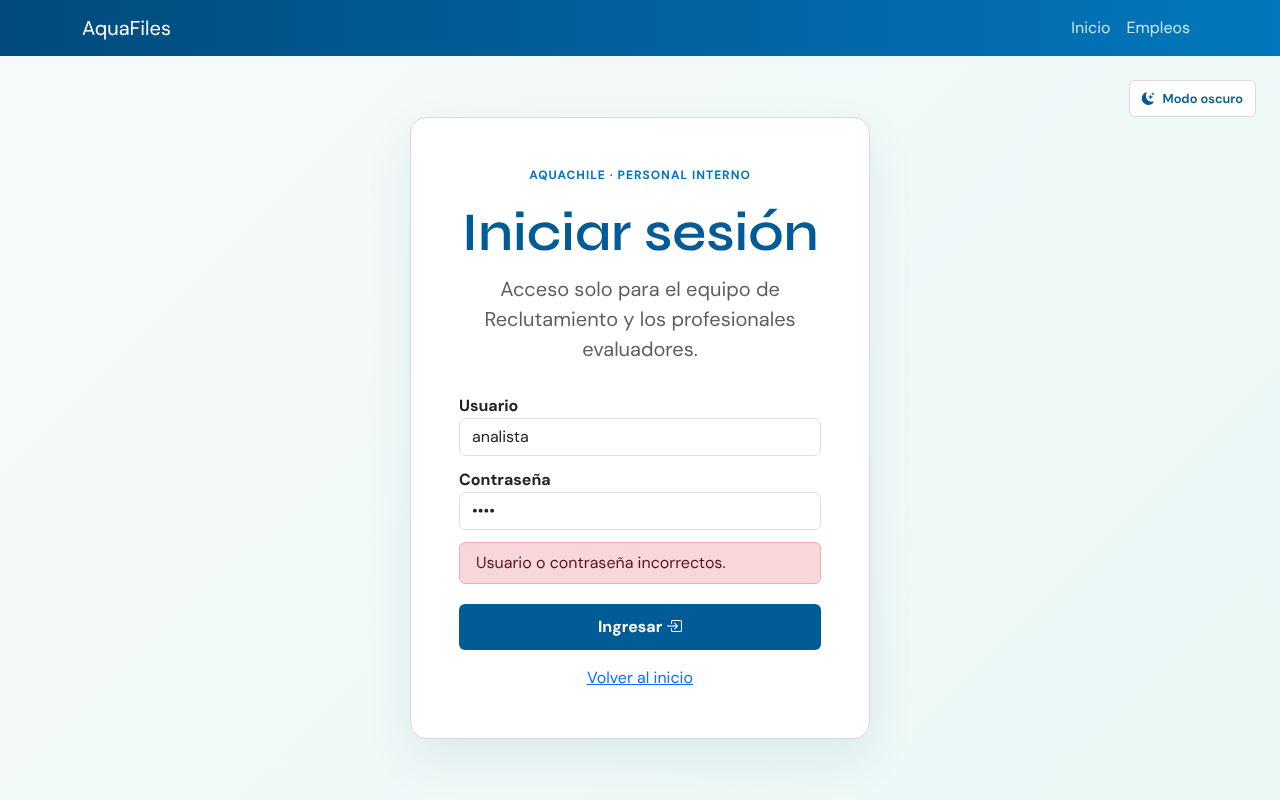 AquaFiles
Inicio
Empleos
Modo oscuro
AQUACHILE · PERSONAL INTERNO
Iniciar sesión
Acceso solo para el equipo de
Reclutamiento y los profesionales
evaluadores.
Usuario
analista
Contraseña
••••
Usuario o contraseña incorrectos.
Ingresar
Volver al inicio